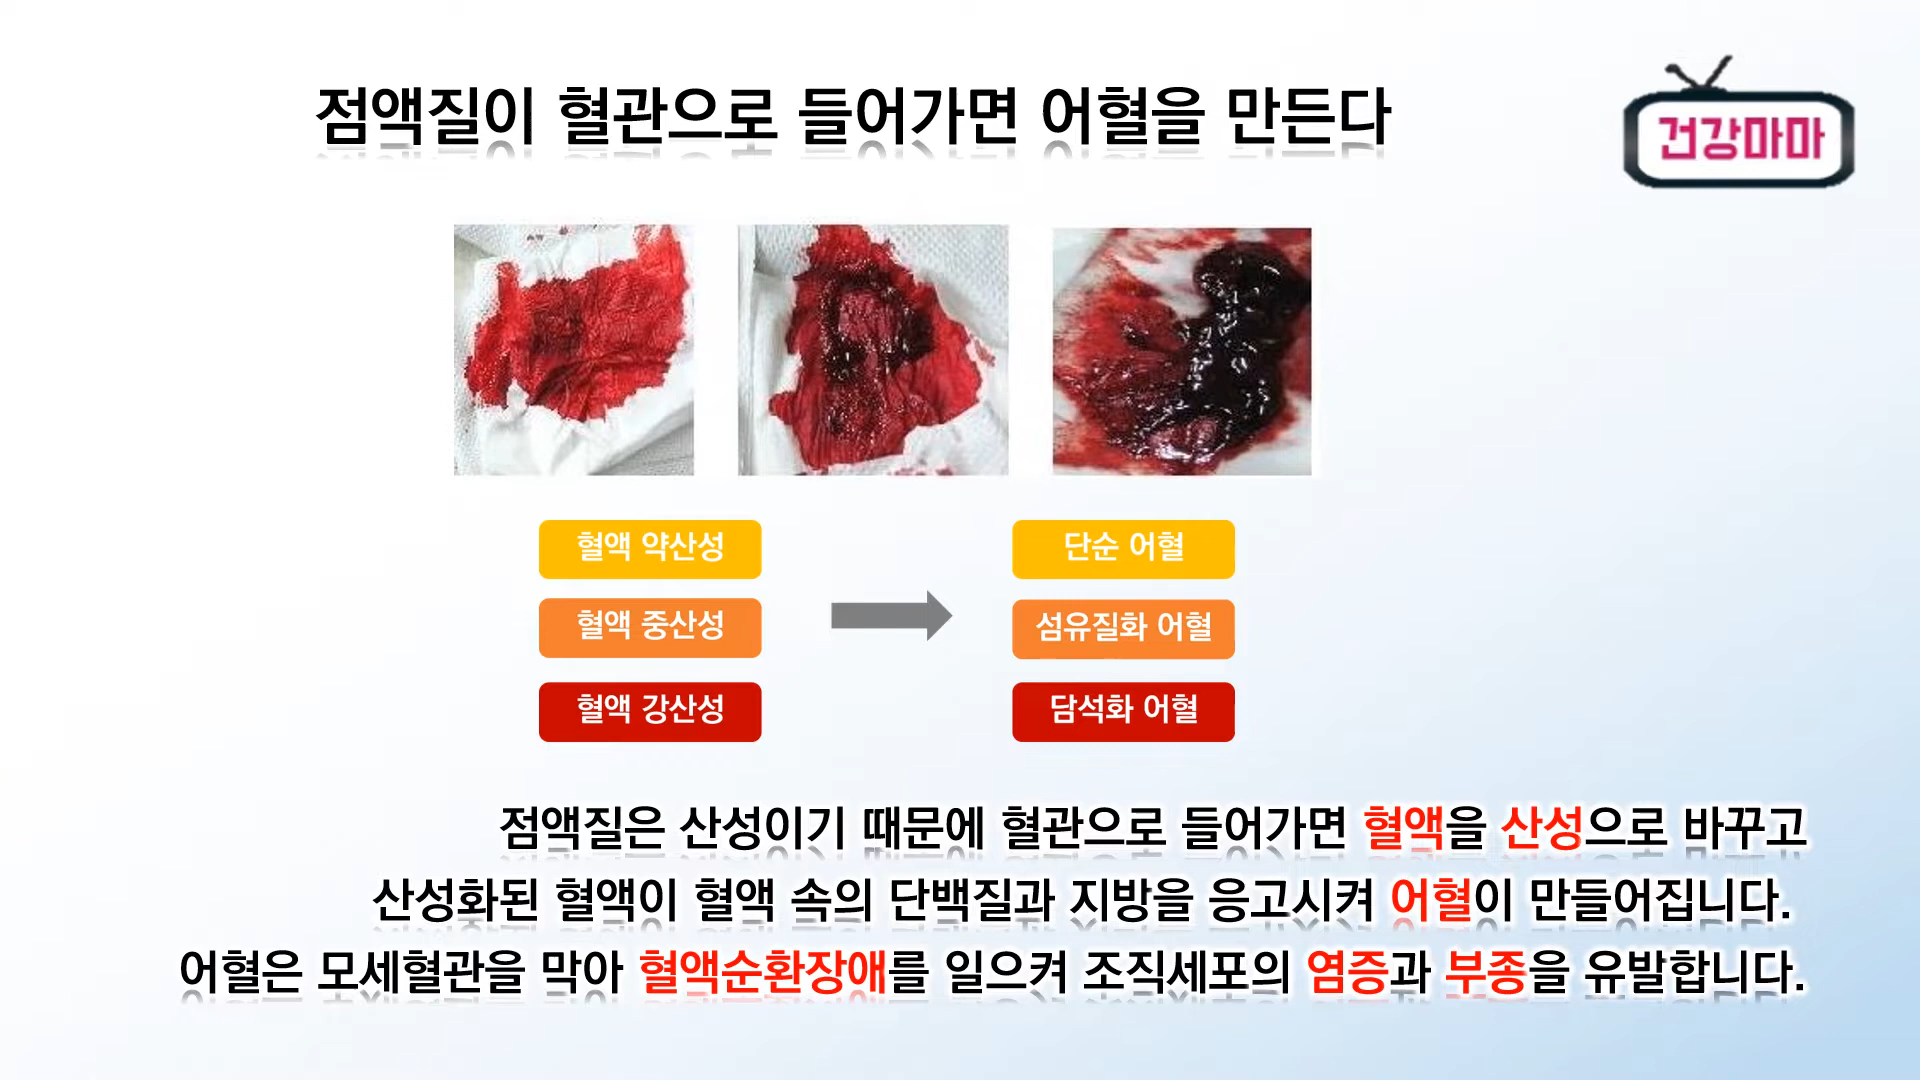 점액질이 혈관으로 들어가면 어혈을 만든다
건강마마
혈액 약산성
단순 어혈
혈액 중산성
섬유질화 어혈
혈액 강산성
담석화 어혈
점액질은 산성이기 때문에 혈관으로 들어가면 혈액을 산성으로 바꾸고
산성화된 혈액이 혈액 속의 단백질과 지방을 응고시켜 어혈이 만들어집니다.
어혈은 모세혈관을 막아 혈액순환장애를 일으켜 조직세포의 염증과 부종을 유발합니다.